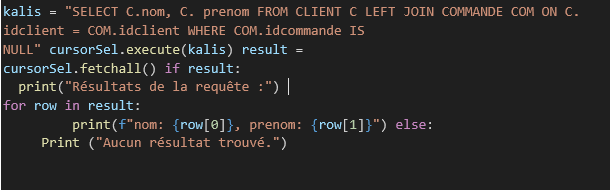 kalis = "SELECT C.nom, C. prenom FROM CLIENT C LEFT JOIN COMMANDE COM ON C.
idclient = COM.idclient WHERE COM.idcommande IS
NULL" cursorSel.execute(kalis) result =
cursorSel.fetchall() if result:
print("Résultats de la requête :")
for row in result:
print(f"nom: {row[0]}, prenom: {row[1]}") else:
Print ("Aucun résultat trouvé.")